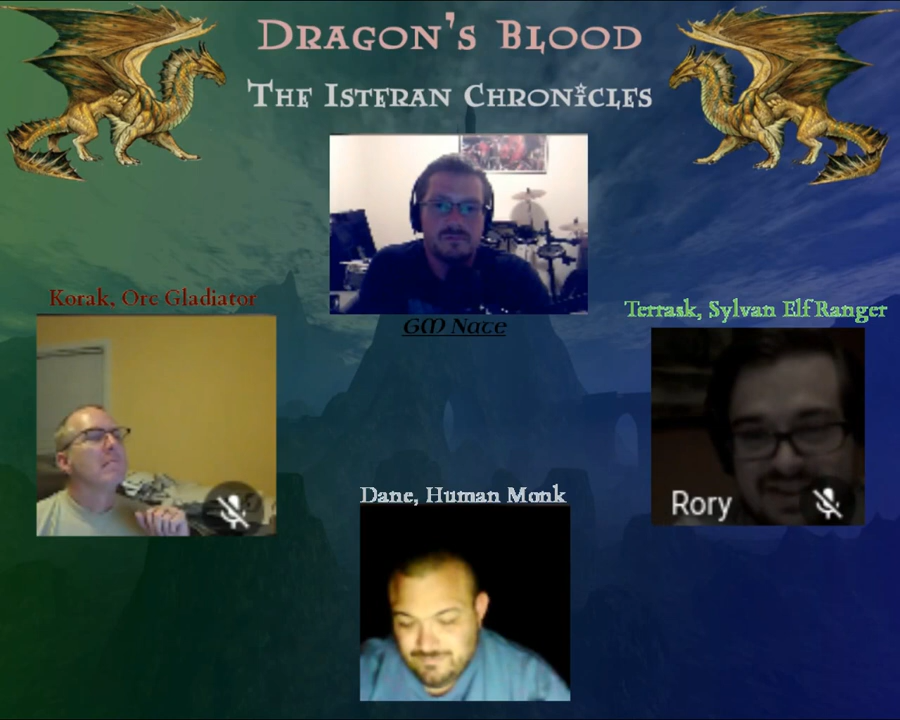 Dragon's Blood
The Isteran Chronicles
Korak, Orc Gladiator
Terrask, Sylvan Elf Ranger
GM Nate
Rory
Dane, Human Monk